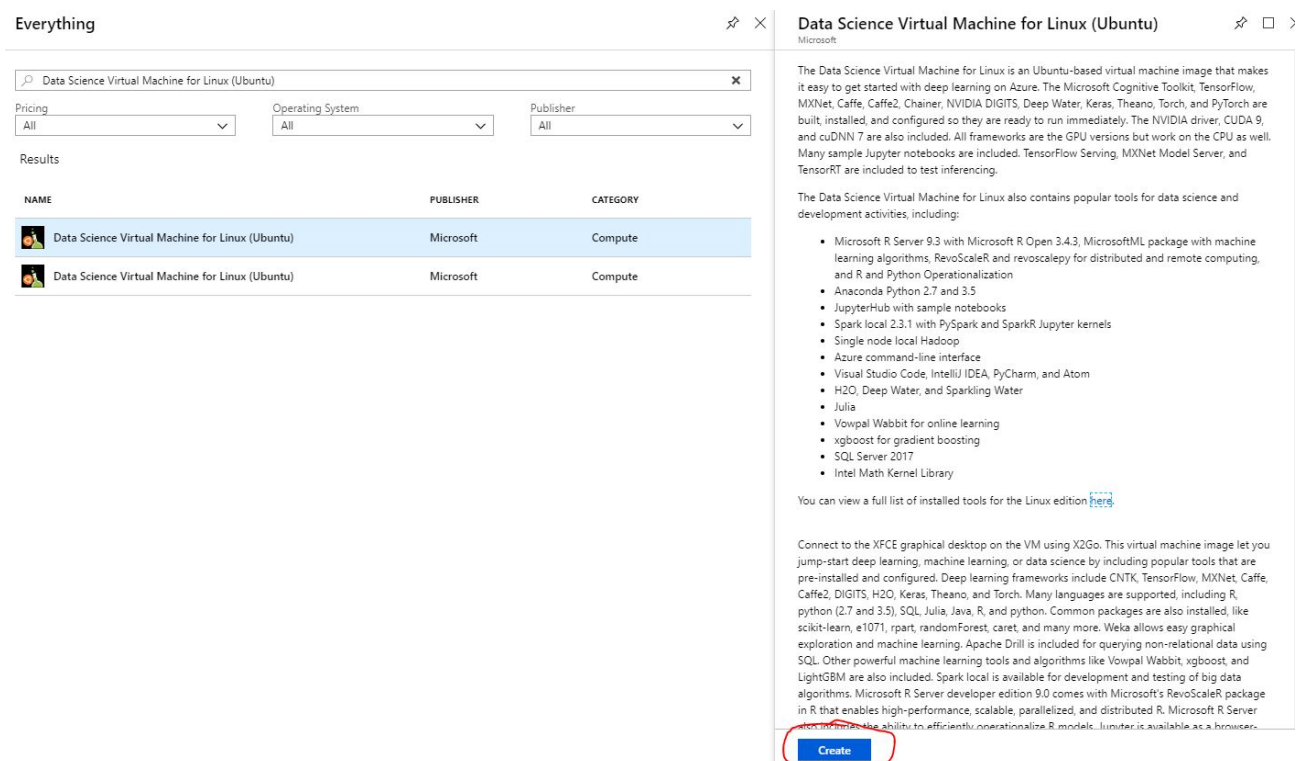 Everything
Data Science Virtual Machine for Linux (Ubuntu)
Pricing
All
Operating System
All
Publisher
All
Results
NAME PUBLISHER CATEGORY
Data Science Virtual Machine for Linux (Ubuntu) Microsoft Compute
Data Science Virtual Machine for Linux (Ubuntu) Microsoft Compute
Data Science Virtual Machine for Linux (Ubuntu)
Microsoft
The Data Science Virtual Machine for Linux is an Ubuntu-based virtual machine image that makes
it easy to get started with deep learning on Azure. The Microsoft Cognitive Toolkit, TensorFlow,
MXNet, Caffe, Caffe2, Chainer, NVIDIA DIGITS, Deep Water, Keras, Theano, Torch, and PyTorch are
built, installed, and configured so they are ready to run immediately. The NVIDIA driver, CUDA 9,
and cuDNN 7 are also included. All frameworks are the GPU versions but work on the CPU as well.
Many sample Jupyter notebooks are included. TensorFlow Serving, MXNet Model Server, and
TensorRT are included to test inferencing.
The Data Science Virtual Machine for Linux also contains popular tools for data science and
development activities, including:
• Microsoft R Server 9.3 with Microsoft R Open 3.4.3, MicrosoftML package with machine
learning algorithms, RevoScaleR and revoscalepy for distributed and remote computing,
and R and Python Operationalization
• Anaconda Python 2.7 and 3.5
• JupyterHub with sample notebooks
• Spark local 2.3.1 with PySpark and SparkR Jupyter kernels
• Single node local Hadoop
• Azure command-line interface
• Visual Studio Code, IntelliJ IDEA, PyCharm, and Atom
• H2O, Deep Water, and Sparkling Water
• Julia
• Vowpal Wabbit for online learning
• xgboost for gradient boosting
• SQL Server 2017
• Intel Math Kernel Library
You can view a full list of installed tools for the Linux edition here.
Connect to the XFCE graphical desktop on the VM using X2Go. This virtual machine image let you
jump-start deep learning, machine learning, or data science by including popular tools that are
pre-installed and configured. Deep learning frameworks include CNTK, TensorFlow, MXNet, Caffe,
Caffe2, DIGITS, H2O, Keras, Theano, and Torch. Many languages are supported, including R,
python (2.7 and 3.5), SQL, Julia, Java, R, and python. Common packages are also installed, like
scikit-learn, e1071, rpart, randomForest, caret, and many more. Weka allows easy graphical
exploration and machine learning. Apache Drill is included for querying non-relational data using
SQL. Other powerful machine learning tools and algorithms like Vowpal Wabbit, xgboost, and
LightGBM are also included. Spark local is available for development and testing of big data
algorithms. Microsoft R Server developer edition 9.0 comes with Microsoft's RevoScaleR package
in R that enables high-performance, scalable, parallelized, and distributed R. Microsoft R Server
also includes the ability to efficiently operationalize R models. Jupyter is available as a browser-
Create